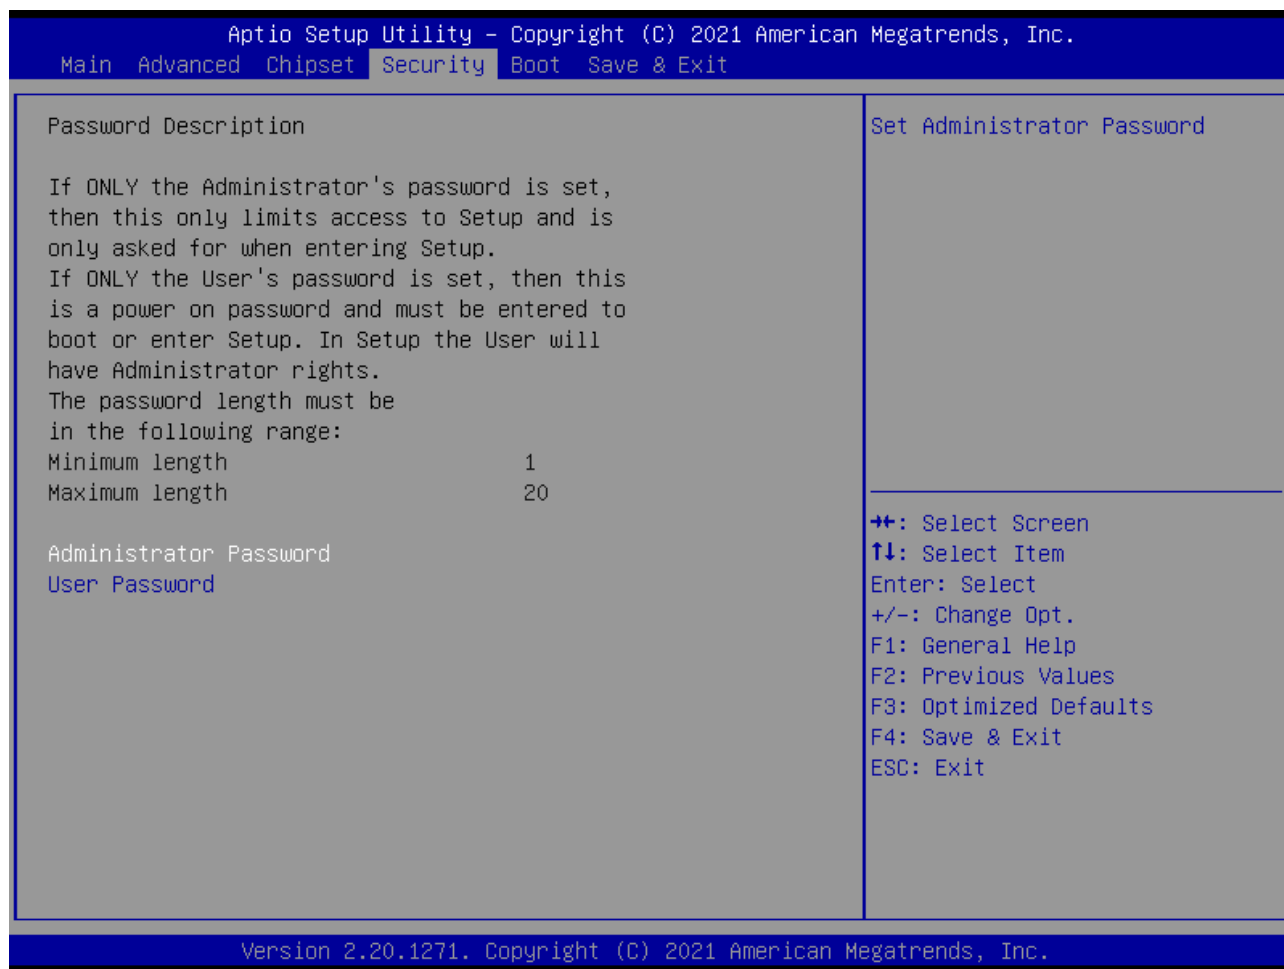 Aptio Setup Utility – Copyright (C) 2021 American Megatrends, Inc.
Main Advanced Chipset Security Boot Save & Exit
Password Description
If ONLY the Administrator's password is set,
then this only limits access to Setup and is
only asked for when entering Setup.
If ONLY the User's password is set, then this
is a power on password and must be entered to
boot or enter Setup. In Setup the User will
have Administrator rights.
The password length must be
in the following range:
Minimum length 1
Maximum length 20
Administrator Password
User Password
Set Administrator Password
→←: Select Screen
↑↓: Select Item
Enter: Select
+/-: Change Opt.
F1: General Help
F2: Previous Values
F3: Optimized Defaults
F4: Save & Exit
ESC: Exit
Version 2.20.1271. Copyright (C) 2021 American Megatrends, Inc.